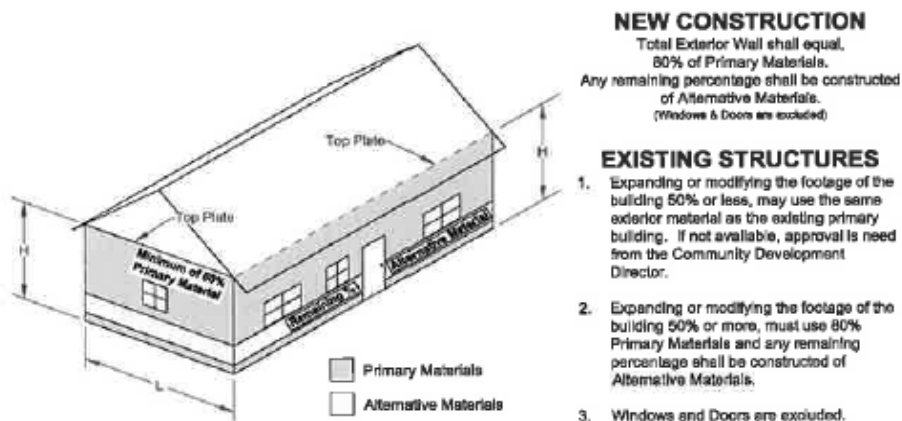 NEW CONSTRUCTION
Total Exterior Wall shall equal,
80% of Primary Materials.
Any remaining percentage shall be constructed
of Alternative Materials.
(Windows & Doors are excluded)
EXISTING STRUCTURES
1. Expanding or modifying the footage of the
building 50% or less, may use the same
exterior material as the existing primary
building. If not available, approval is need
from the Community Development
Director.
2. Expanding or modifying the footage of the
building 50% or more, must use 80%
Primary Materials and any remaining
percentage shall be constructed of
Alternative Materials.
3. Windows and Doors are excluded.
Top Plate
H
Top Plate
H
Minimum of 80%
Primary Material
Remaining %
Alternative Material
L
Primary Materials
Alternative Materials